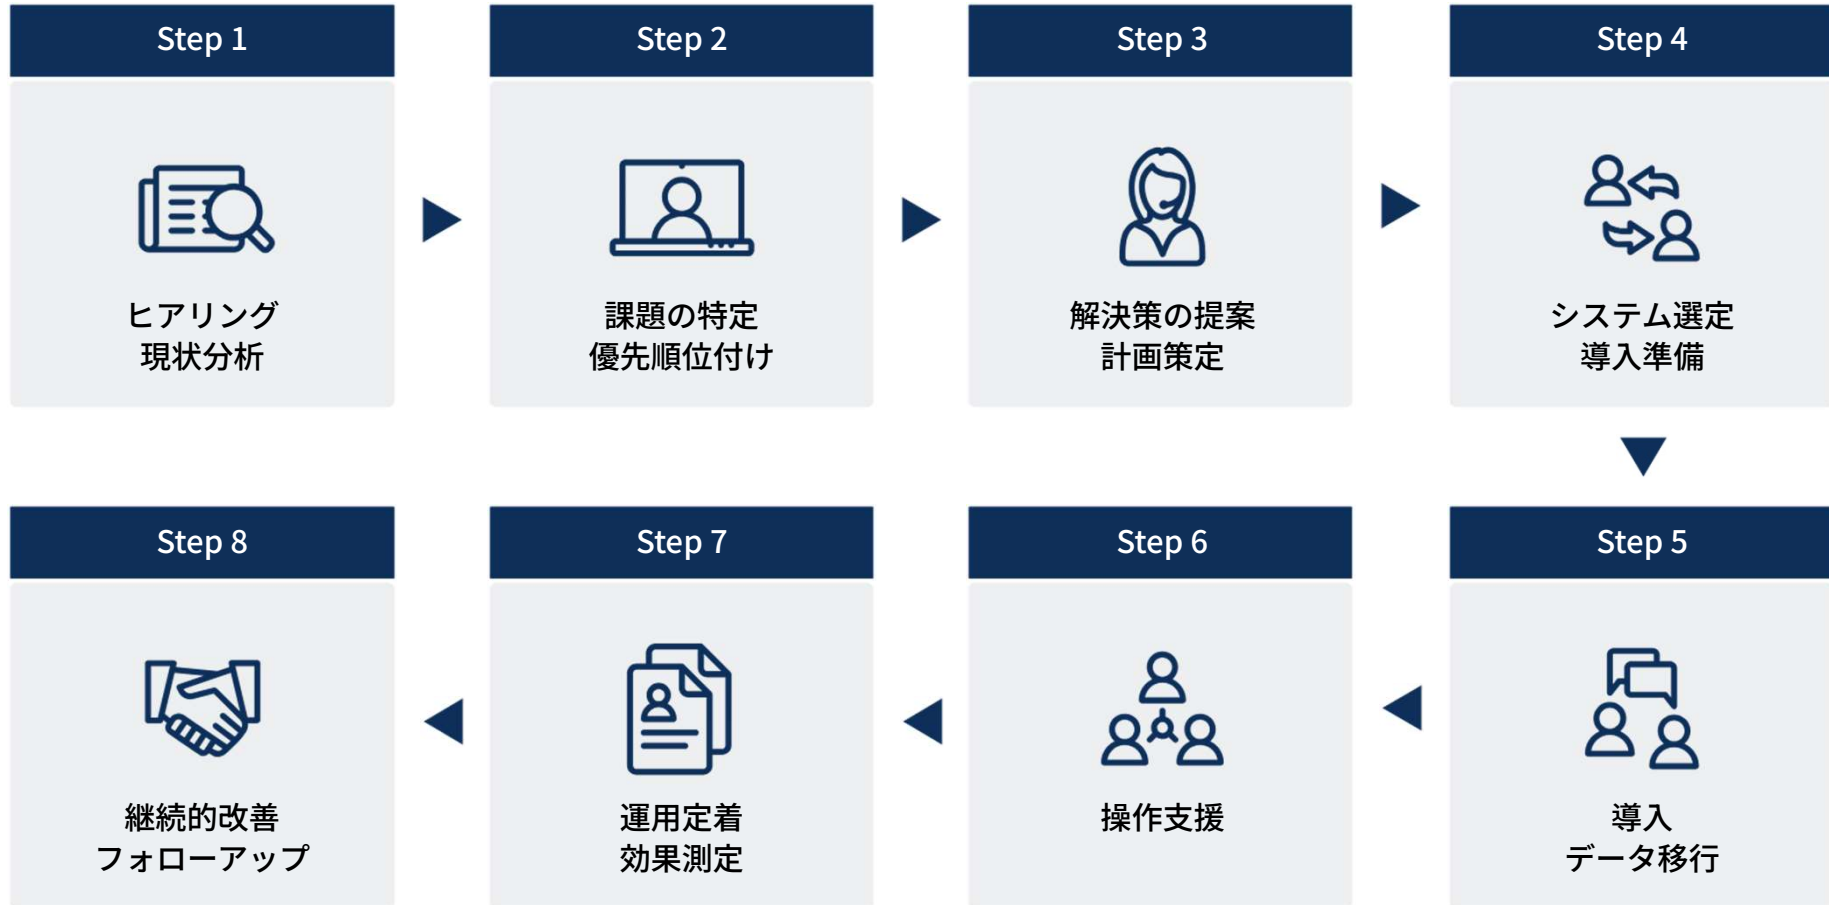 Step 1
ヒアリング
現状分析
Step 2
課題の特定
優先順位付け
Step 3
解決策の提案
計画策定
Step 4
システム選定
導入準備
Step 5
導入
データ移行
Step 6
操作支援
Step 7
運用定着
効果測定
Step 8
継続的改善
フォローアップ